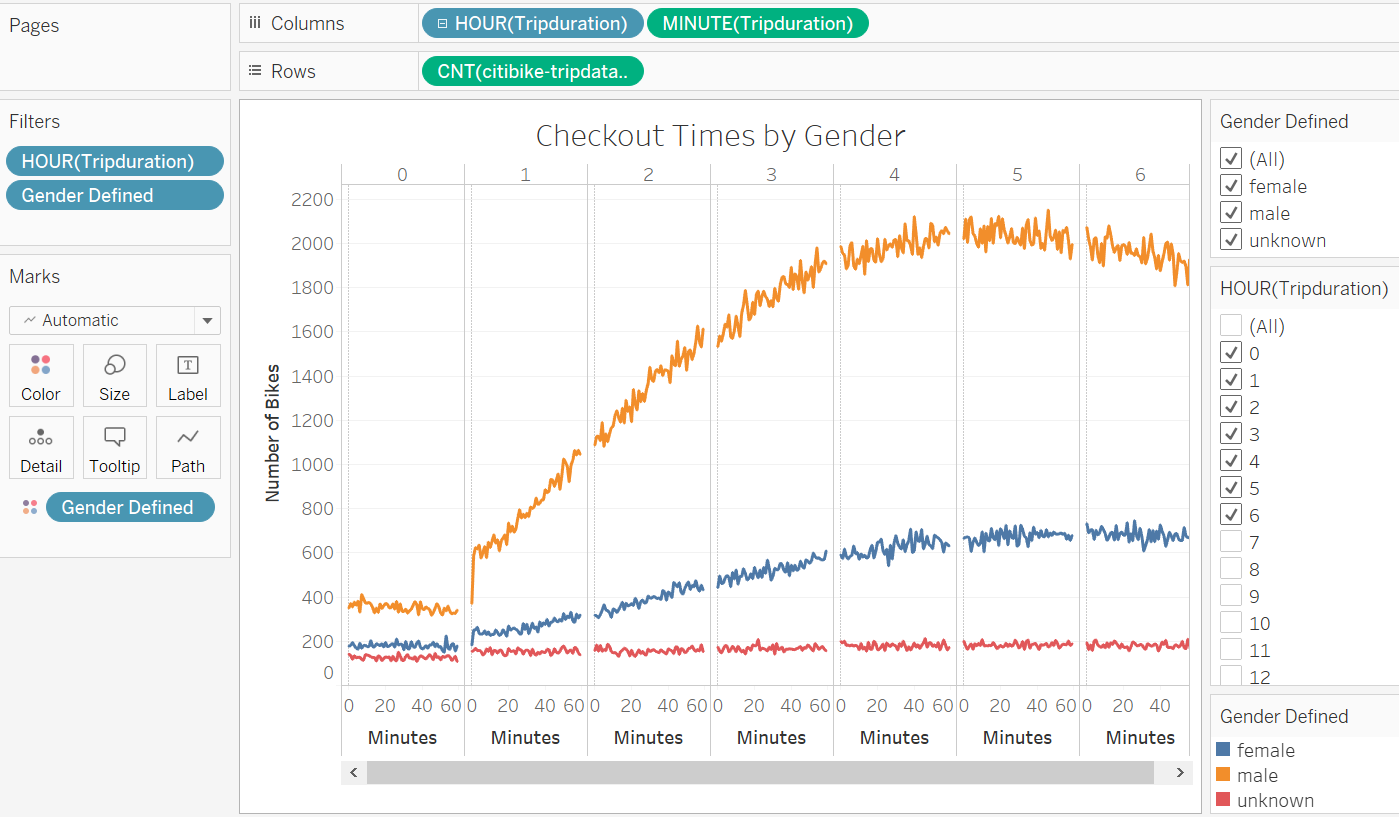 Pages
Columns
HOUR(Tripduration)
MINUTE(Tripduration)
Rows
CNT(citibike-tripdata..
Filters
HOUR(Tripduration)
Gender Defined
Marks
Automatic
Color
Size
Label
Detail
Tooltip
Path
Gender Defined
Checkout Times by Gender
0 1 2 3 4 5 6
Number of Bikes
2200
2000
1800
1600
1400
1200
1000
800
600
400
200
0
0 20 40 60 0 20 40 60 0 20 40 60 0 20 40 60 0 20 40 60 0 20 40 60 0 20 40
Minutes Minutes Minutes Minutes Minutes Minutes Minutes
Gender Defined
(All)
female
male
unknown
HOUR(Tripduration)
(All)
0
1
2
3
4
5
6
7
8
9
10
11
12
Gender Defined
female
male
unknown